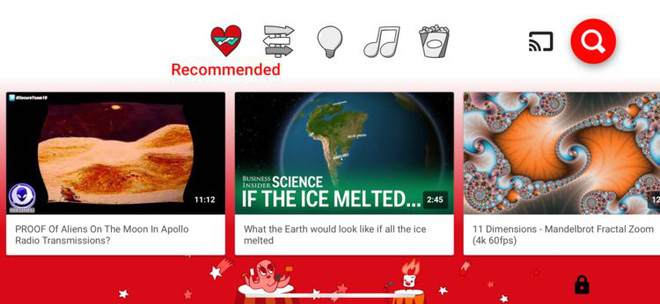 Recommended
@SecureTeam10
11:12
BUSINESS
INSIDER
SCIENCE
IF THE ICE MELTED...
2:45
12
PROOF Of Aliens On The Moon In Apollo
Radio Transmissions?
What the Earth would look like if all the ice
melted
11 Dimensions - Mandelbrot Fractal Zoom
(4k 60fps)